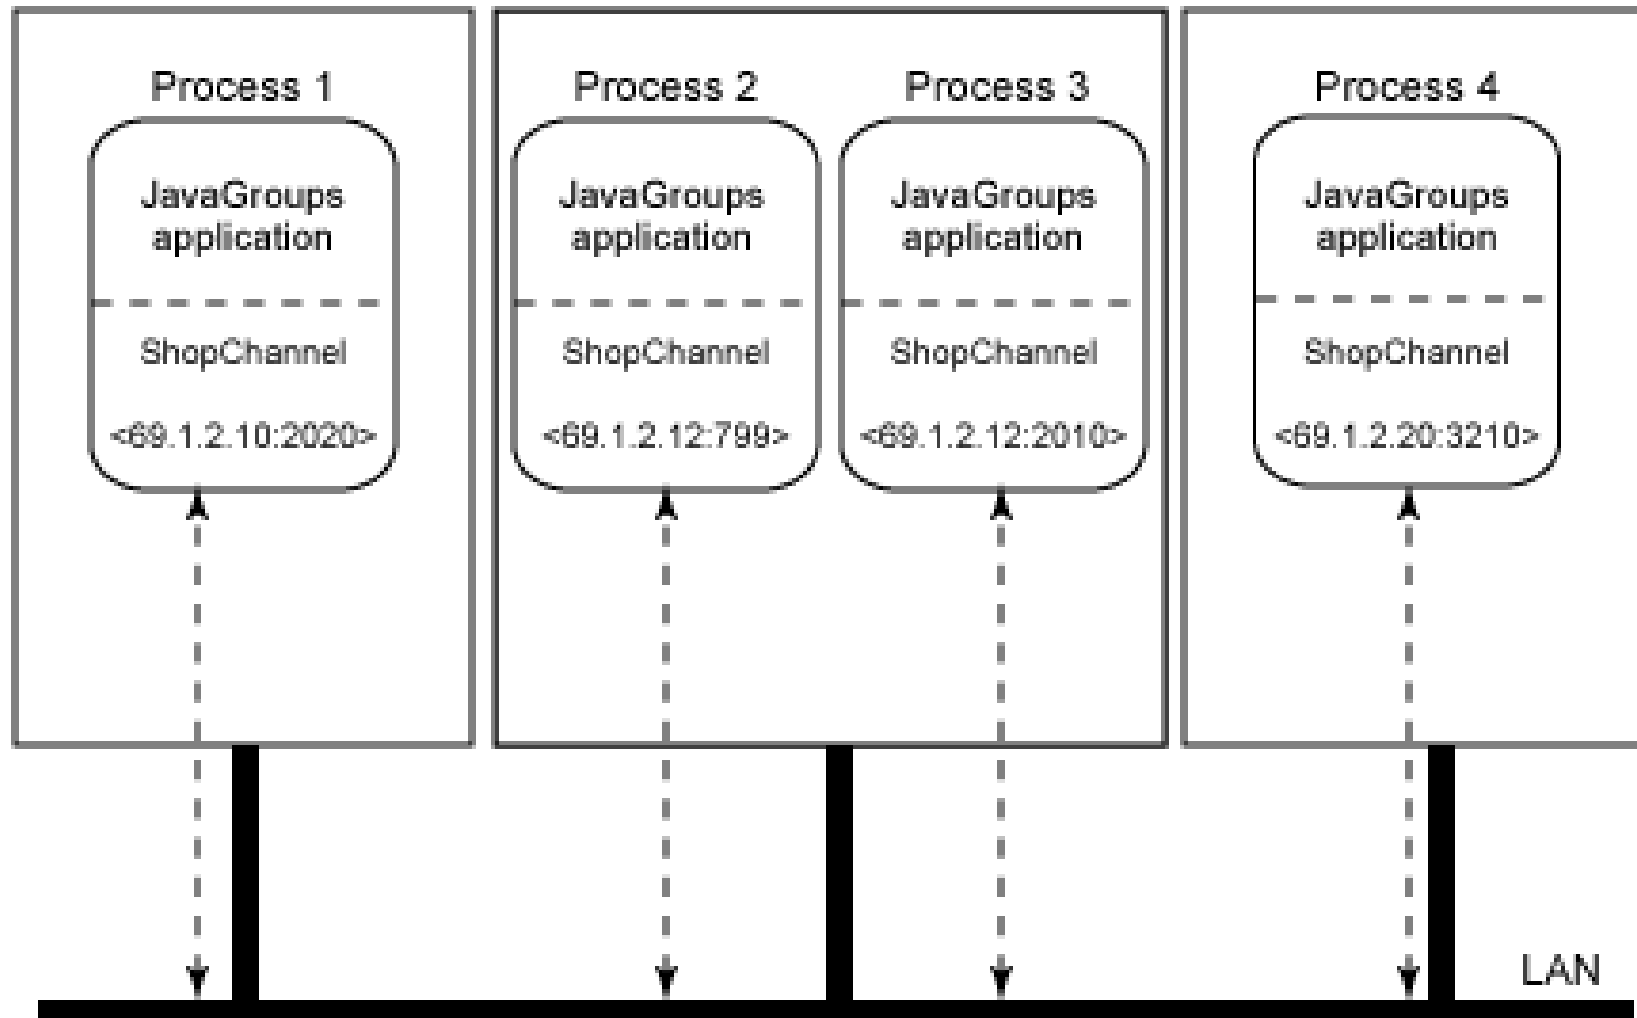 Process 1
JavaGroups
application
ShopChannel
<69.1.2.10:2020>
Process 2
JavaGroups
application
ShopChannel
<69.1.2.12:799>
Process 3
JavaGroups
application
ShopChannel
<69.1.2.12:2010>
Process 4
JavaGroups
application
ShopChannel
<69.1.2.20:3210>
LAN